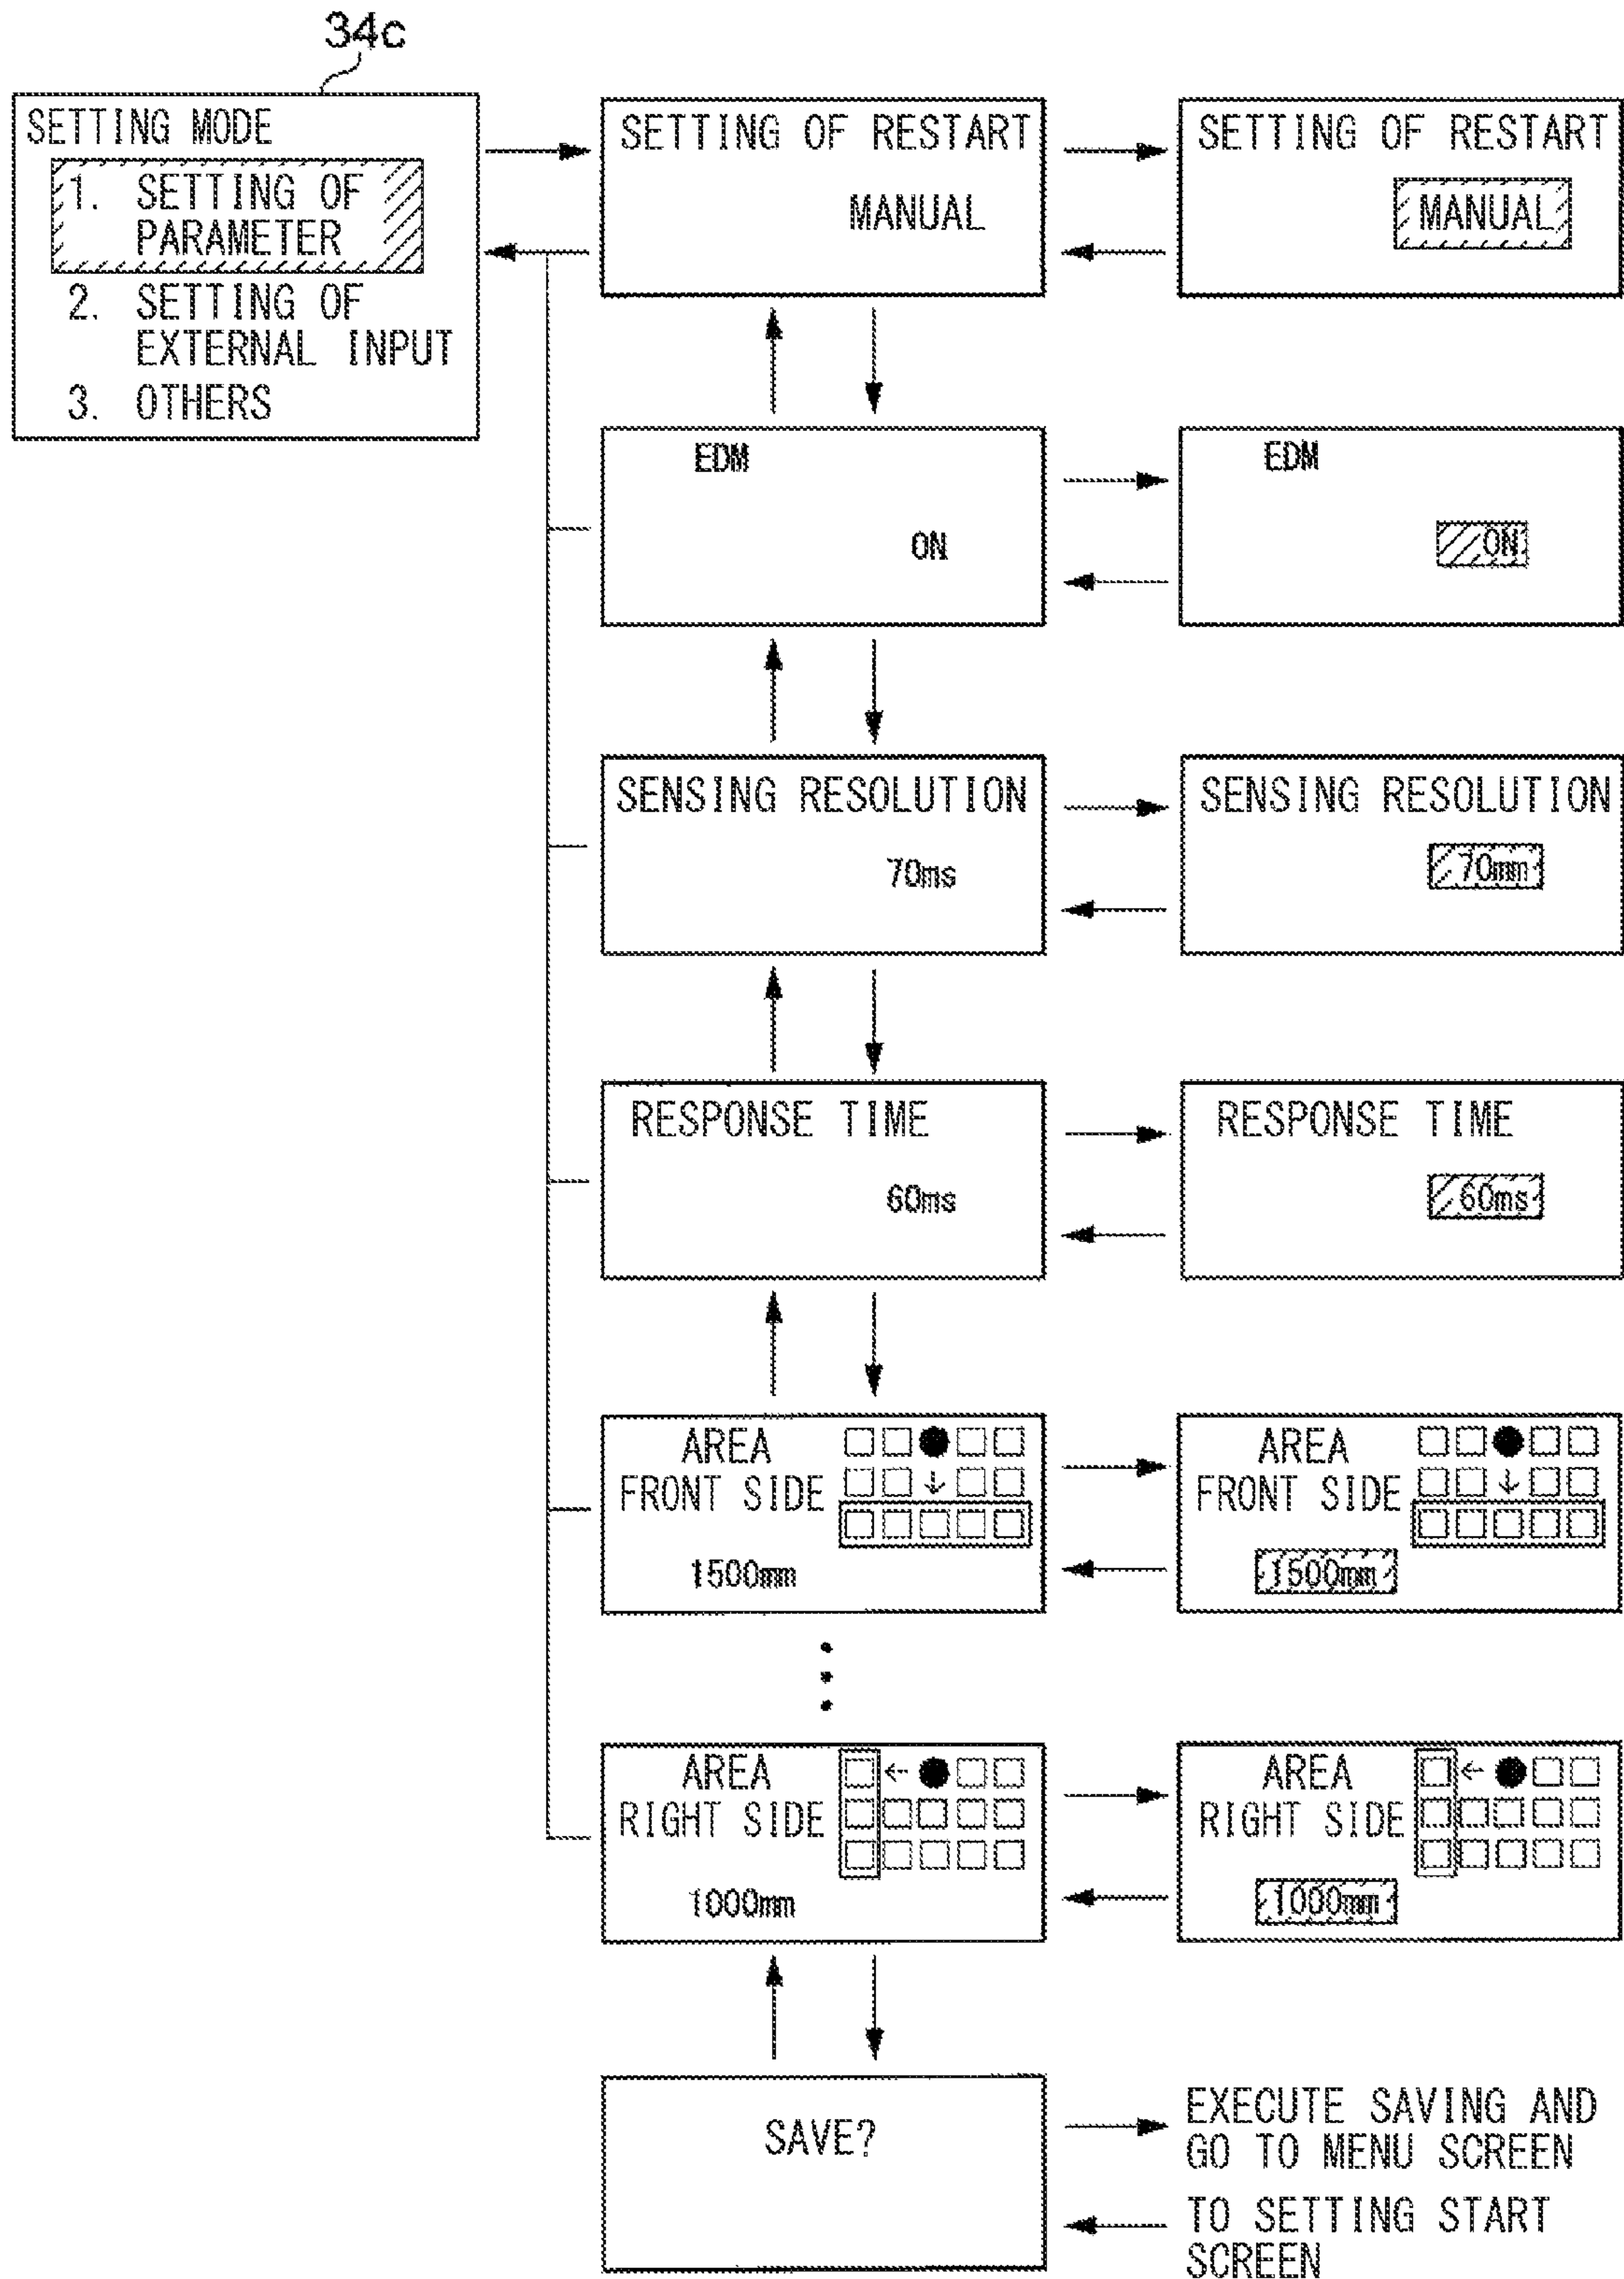 34c
SETTING MODE
1. SETTING OF
PARAMETER
2. SETTING OF
EXTERNAL INPUT
3. OTHERS
SETTING OF RESTART
MANUAL
SETTING OF RESTART
MANUAL
EDM
ON
EDM
ON
SENSING RESOLUTION
70ms
SENSING RESOLUTION
70mm
RESPONSE TIME
60ms
RESPONSE TIME
60ms
AREA
FRONT SIDE
1500mm
AREA
FRONT SIDE
1500mm
AREA
RIGHT SIDE
1000mm
AREA
RIGHT SIDE
1000mm
SAVE?
EXECUTE SAVING AND
GO TO MENU SCREEN
TO SETTING START
SCREEN